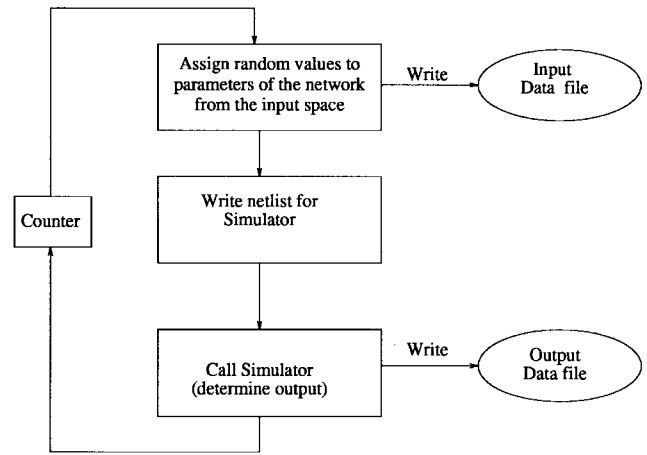 Assign random values to
parameters of the network
from the input space
Write
Input
Data file
Write netlist for
Simulator
Counter
Call Simulator
(determine output)
Write
Output
Data file